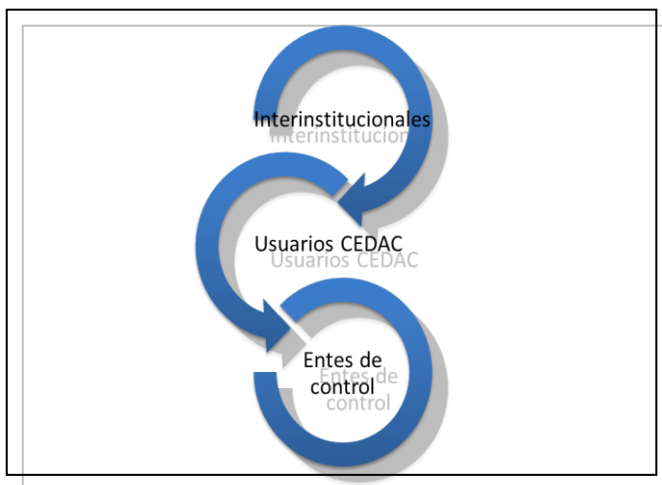 Interinstitucionales
Usuarios CEDAC
Entes de
control